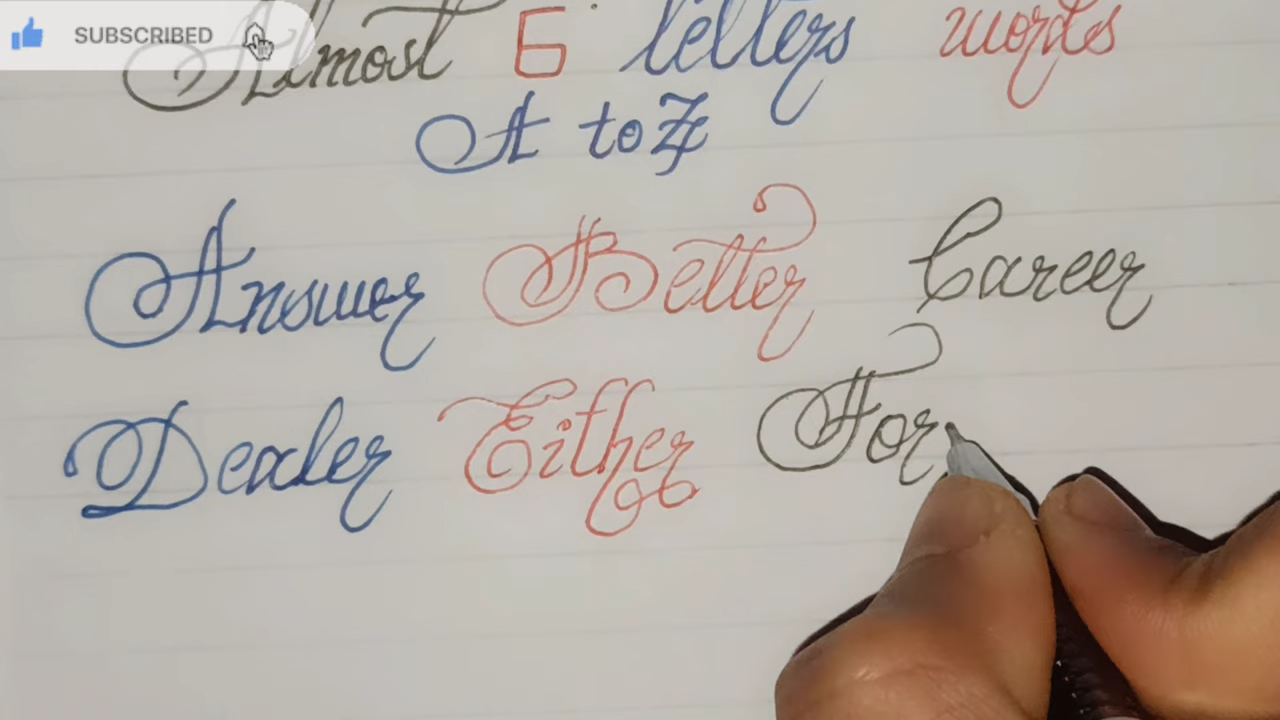 SUBSCRIBED
Almost 6 letters words
A to Z
Answer Better Career
Dealer Either For